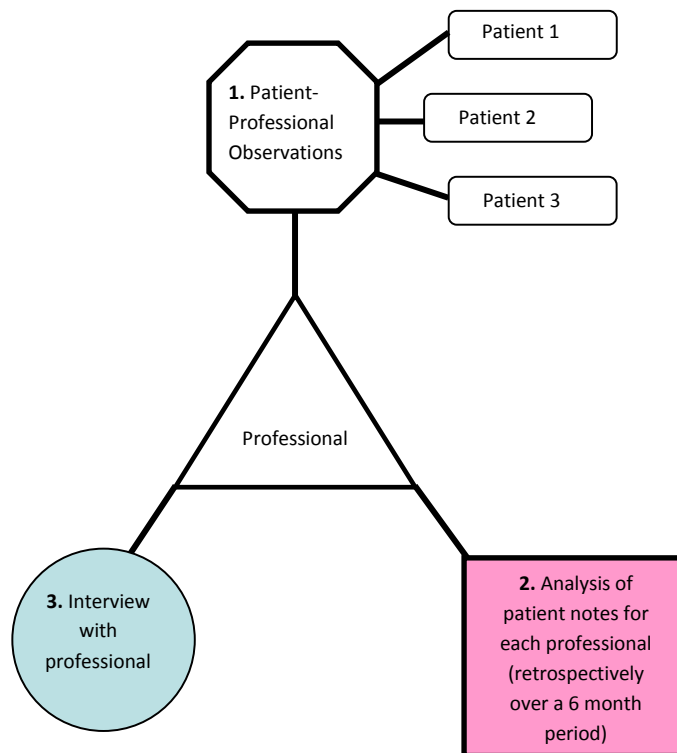 Patient 1
1. Patient-
Professional
Observations
Patient 2
Patient 3
Professional
3. Interview
with
professional
2. Analysis of
patient notes for
each professional
(retrospectively
over a 6 month
period)